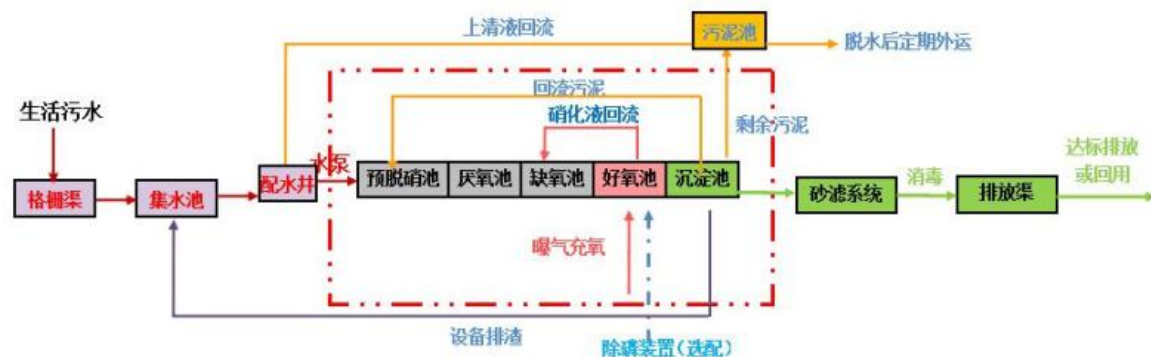 上清液回流
污泥池
脱水后定期外运
回流污泥
生活污水
硝化液回流
剩余污泥
水泵
达标排放
或回用
格栅渠
集水池
配水井
预脱硝池
厌氧池
缺氧池
好氧池
沉淀池
砂滤系统
消毒
排放渠
曝气充氧
设备排渣
除磷装置(选配)